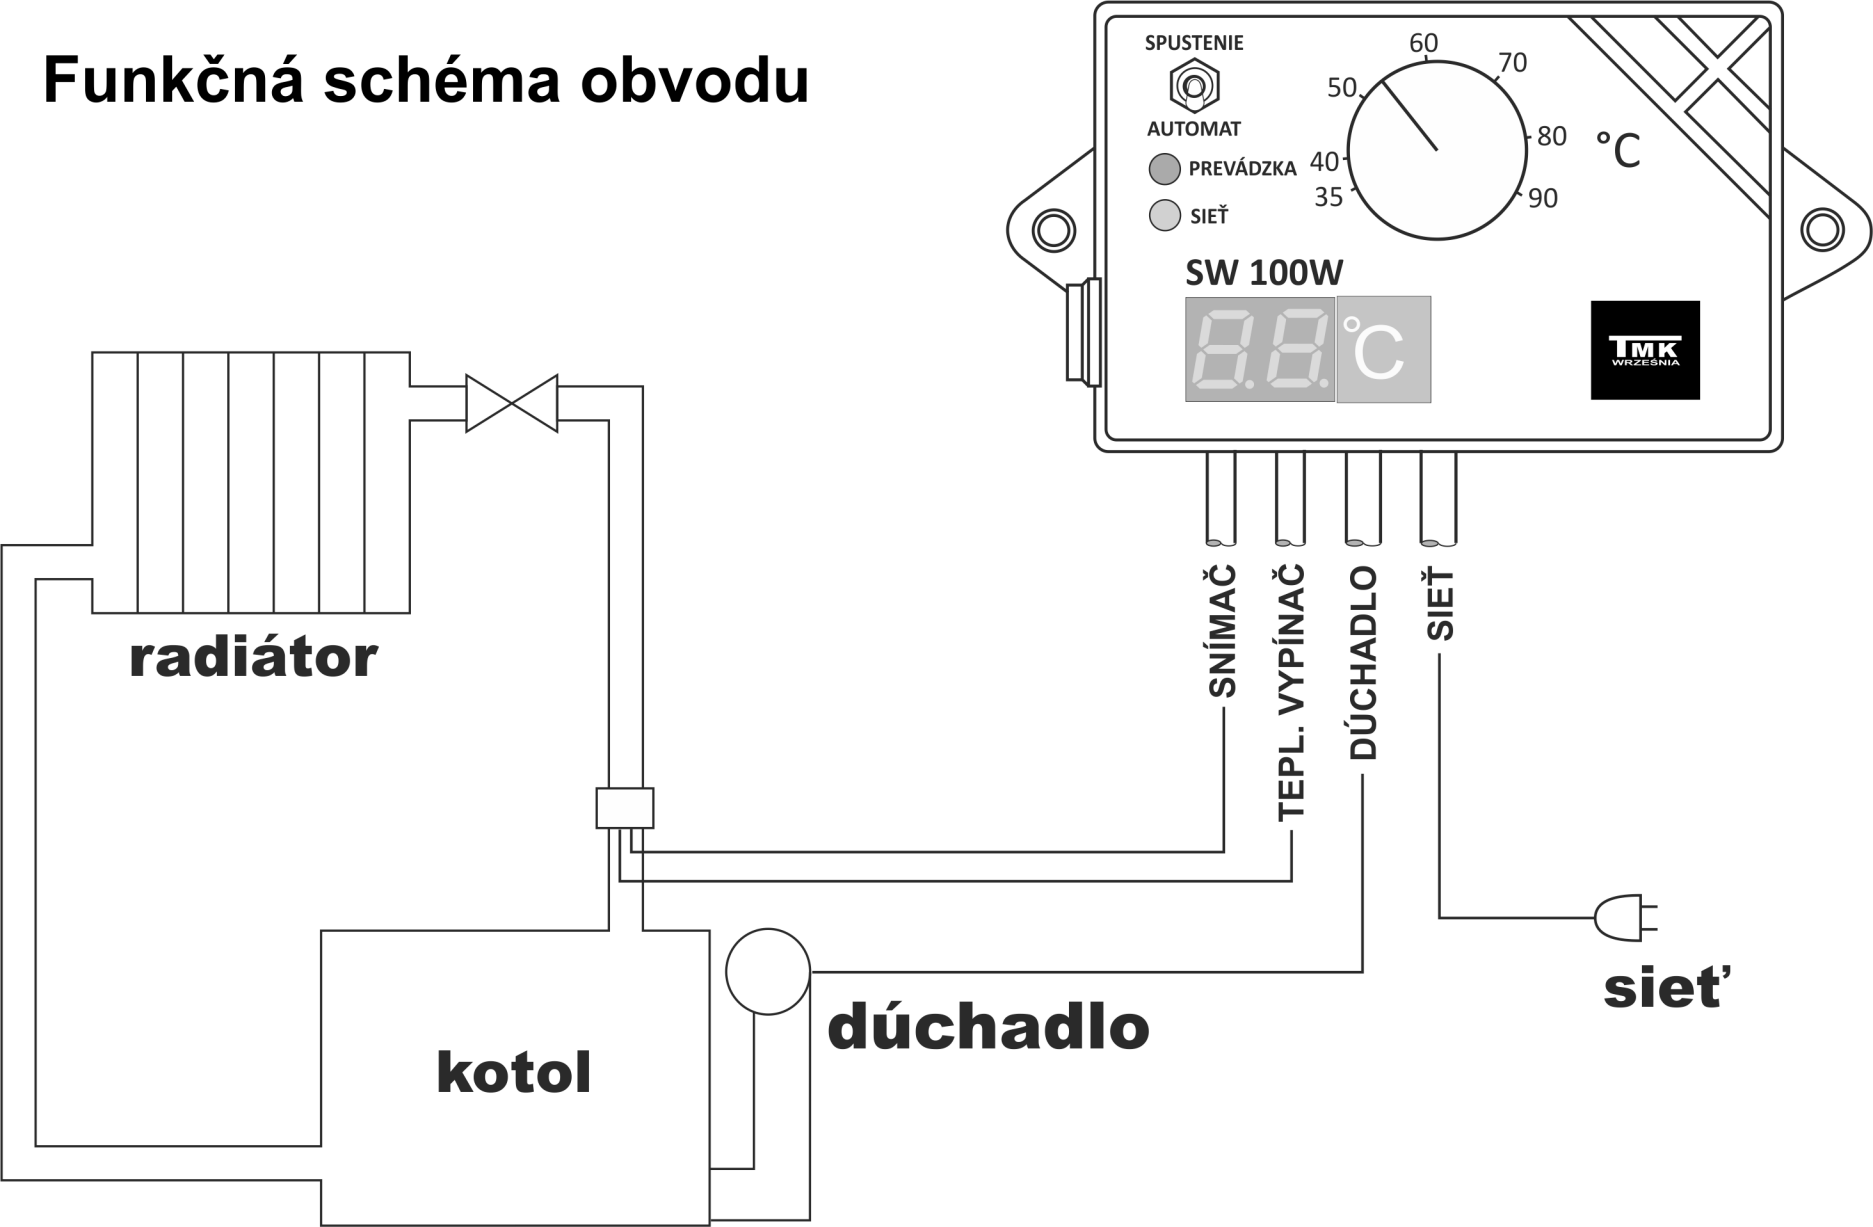 Funkčná schéma obvodu
SPUSTENIE
AUTOMAT
PREVÁDZKA
SIEŤ
35
40
50
60
70
80
90
°C
SW 100W
88 °C
TMK
WRZEŚNIA
SNÍMAČ
TEPL. VYPÍNAČ
DÚCHADLO
SIEŤ
radiátor
kotol
dúchadlo
sieť